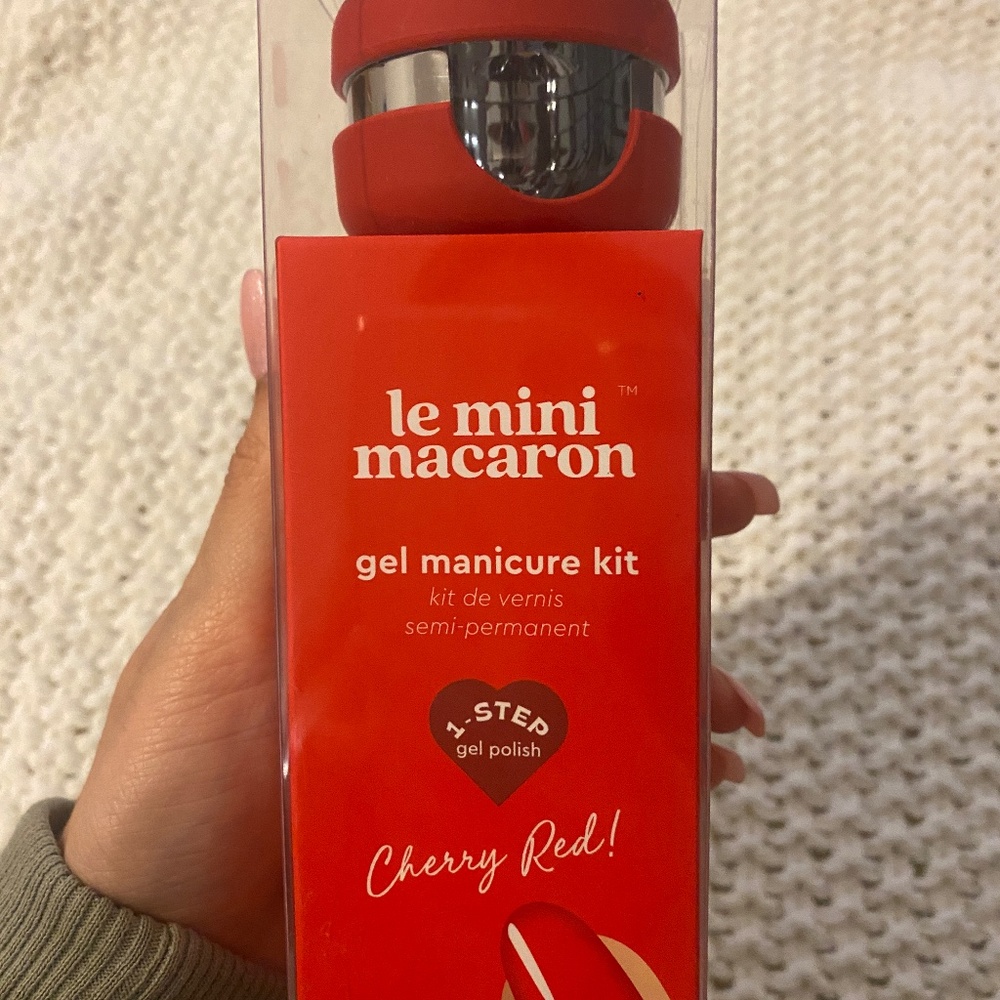 le mini ™
macaron
gel manicure kit
kit de vernis
semi-permanent
1-STEP
gel polish
Cherry Red!